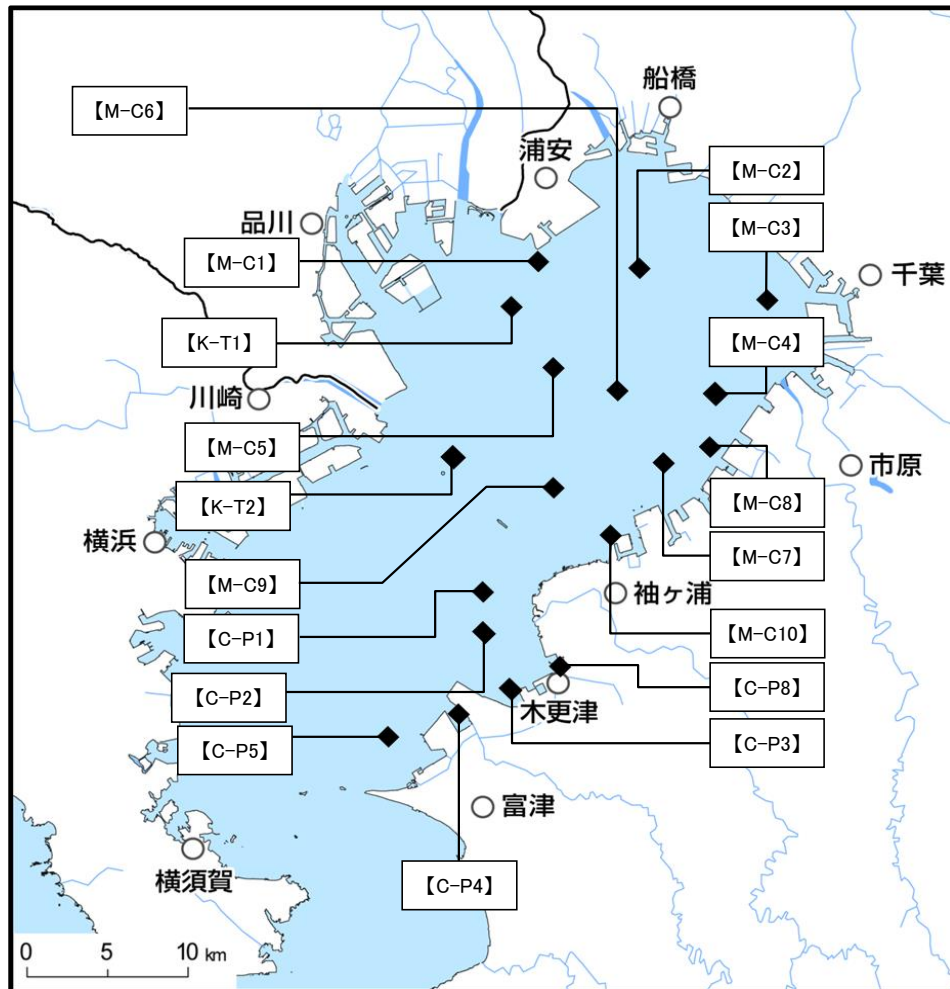 船橋
【M-C6】
浦安
【M-C2】
品川
【M-C3】
【M-C1】
千葉
【K-T1】
【M-C4】
川崎
【M-C5】
市原
【K-T2】
【M-C8】
横浜
【M-C7】
【M-C9】
袖ヶ浦
【C-P1】
【M-C10】
【C-P2】
【C-P8】
木更津
【C-P5】
【C-P3】
富津
横須賀
【C-P4】
0 5 10 km